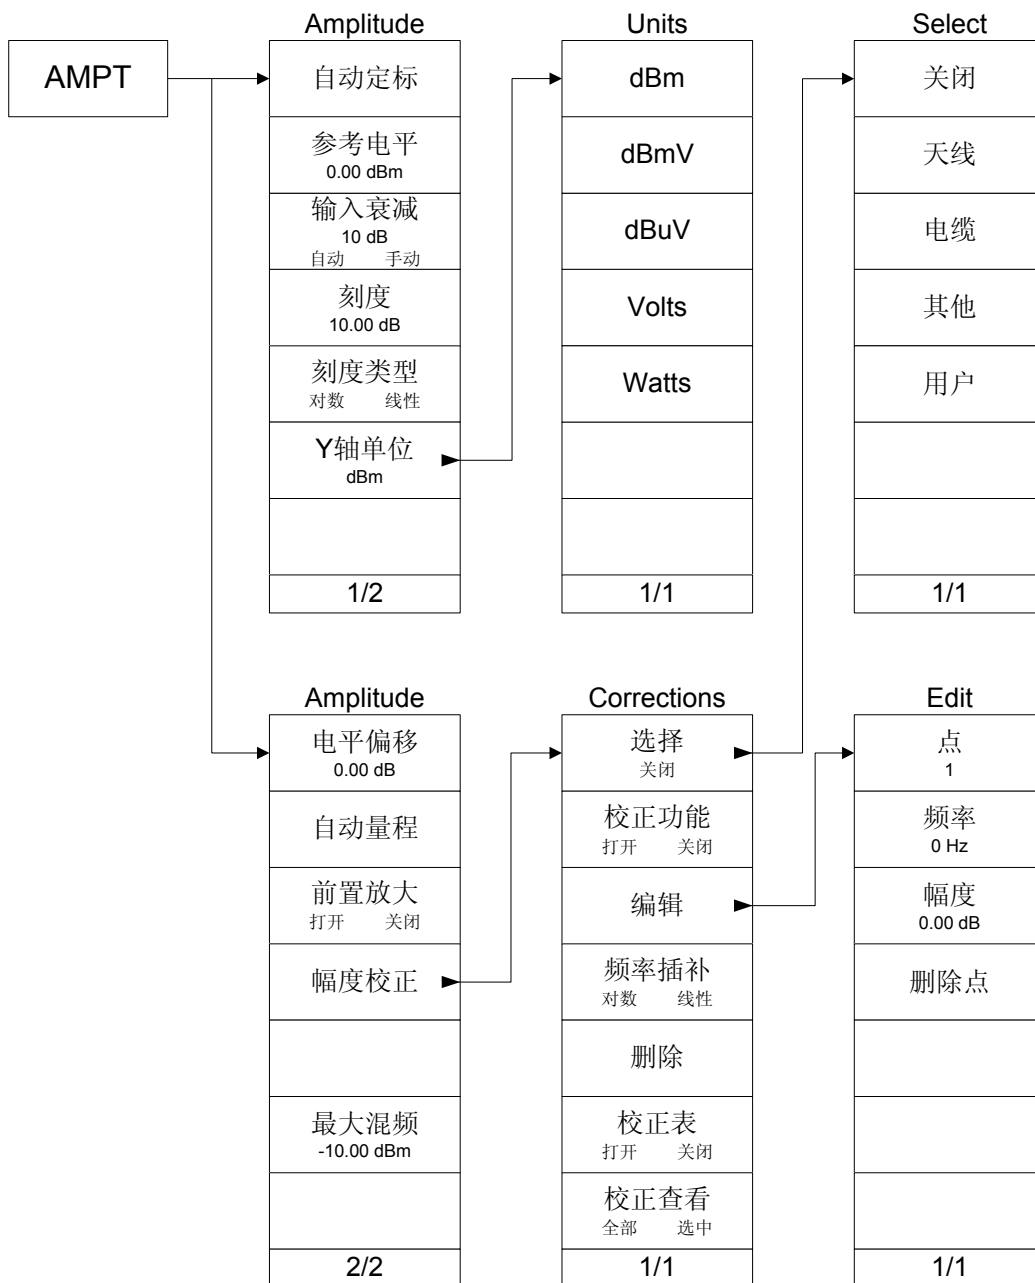 AMPT
Amplitude
自动定标
参考电平
0.00 dBm
输入衰减
10 dB
自动 手动
刻度
10.00 dB
刻度类型
对数 线性
Y轴单位
dBm
1/2
Units
dBm
dBmV
dBuV
Volts
Watts
1/1
Select
关闭
天线
电缆
其他
用户
1/1
Amplitude
电平偏移
0.00 dB
自动量程
前置放大
打开 关闭
幅度校正
最大混频
-10.00 dBm
2/2
Corrections
选择
关闭
校正功能
打开 关闭
编辑
频率插补
对数 线性
删除
校正表
打开 关闭
校正查看
全部 选中
1/1
Edit
点
1
频率
0 Hz
幅度
0.00 dB
删除点
1/1